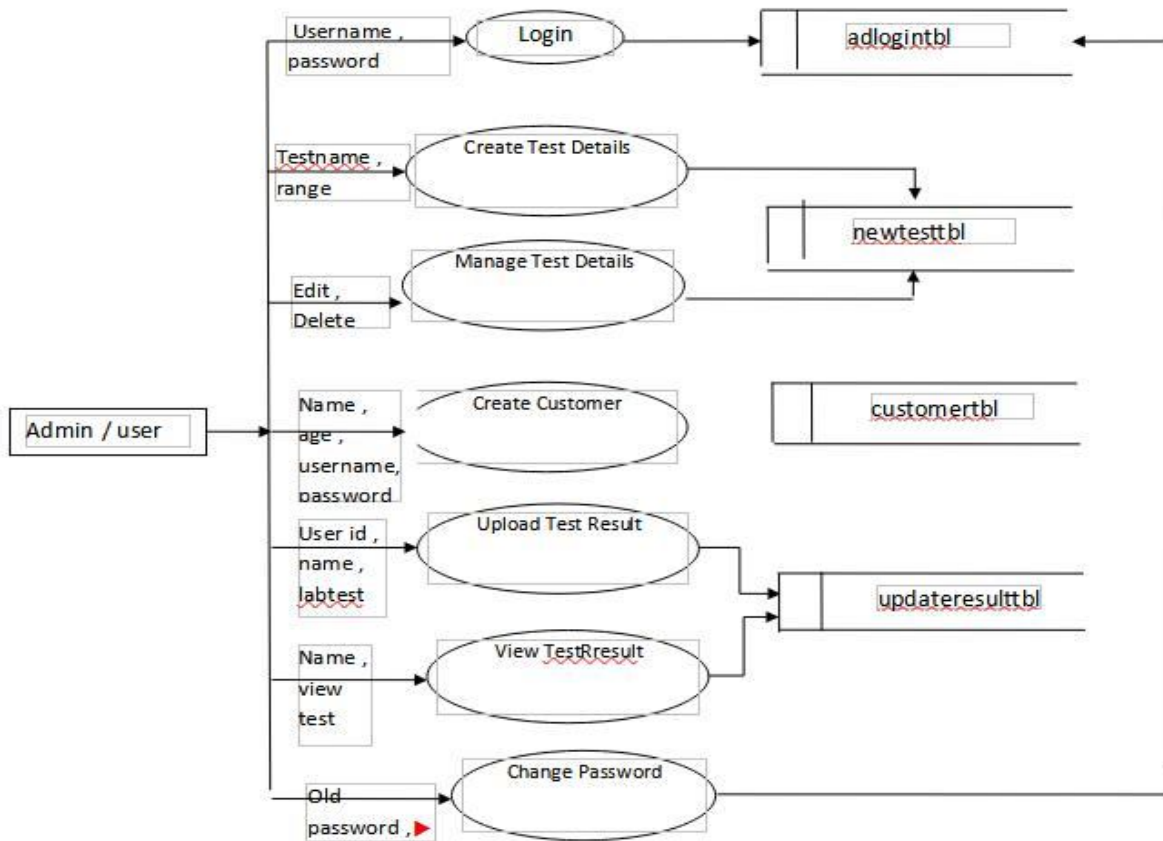 Username ,
password
Login
adlogintbl
Testname ,
range
Create Test Details
newtesttbl
Edit ,
Delete
Manage Test Details
Admin / user
Name ,
age ,
username,
password
Create Customer
customertbl
User id ,
name ,
labtest
Upload Test Result
updateresulttbl
Name ,
view
test
View TestRresult
Old
password ,
Change Password